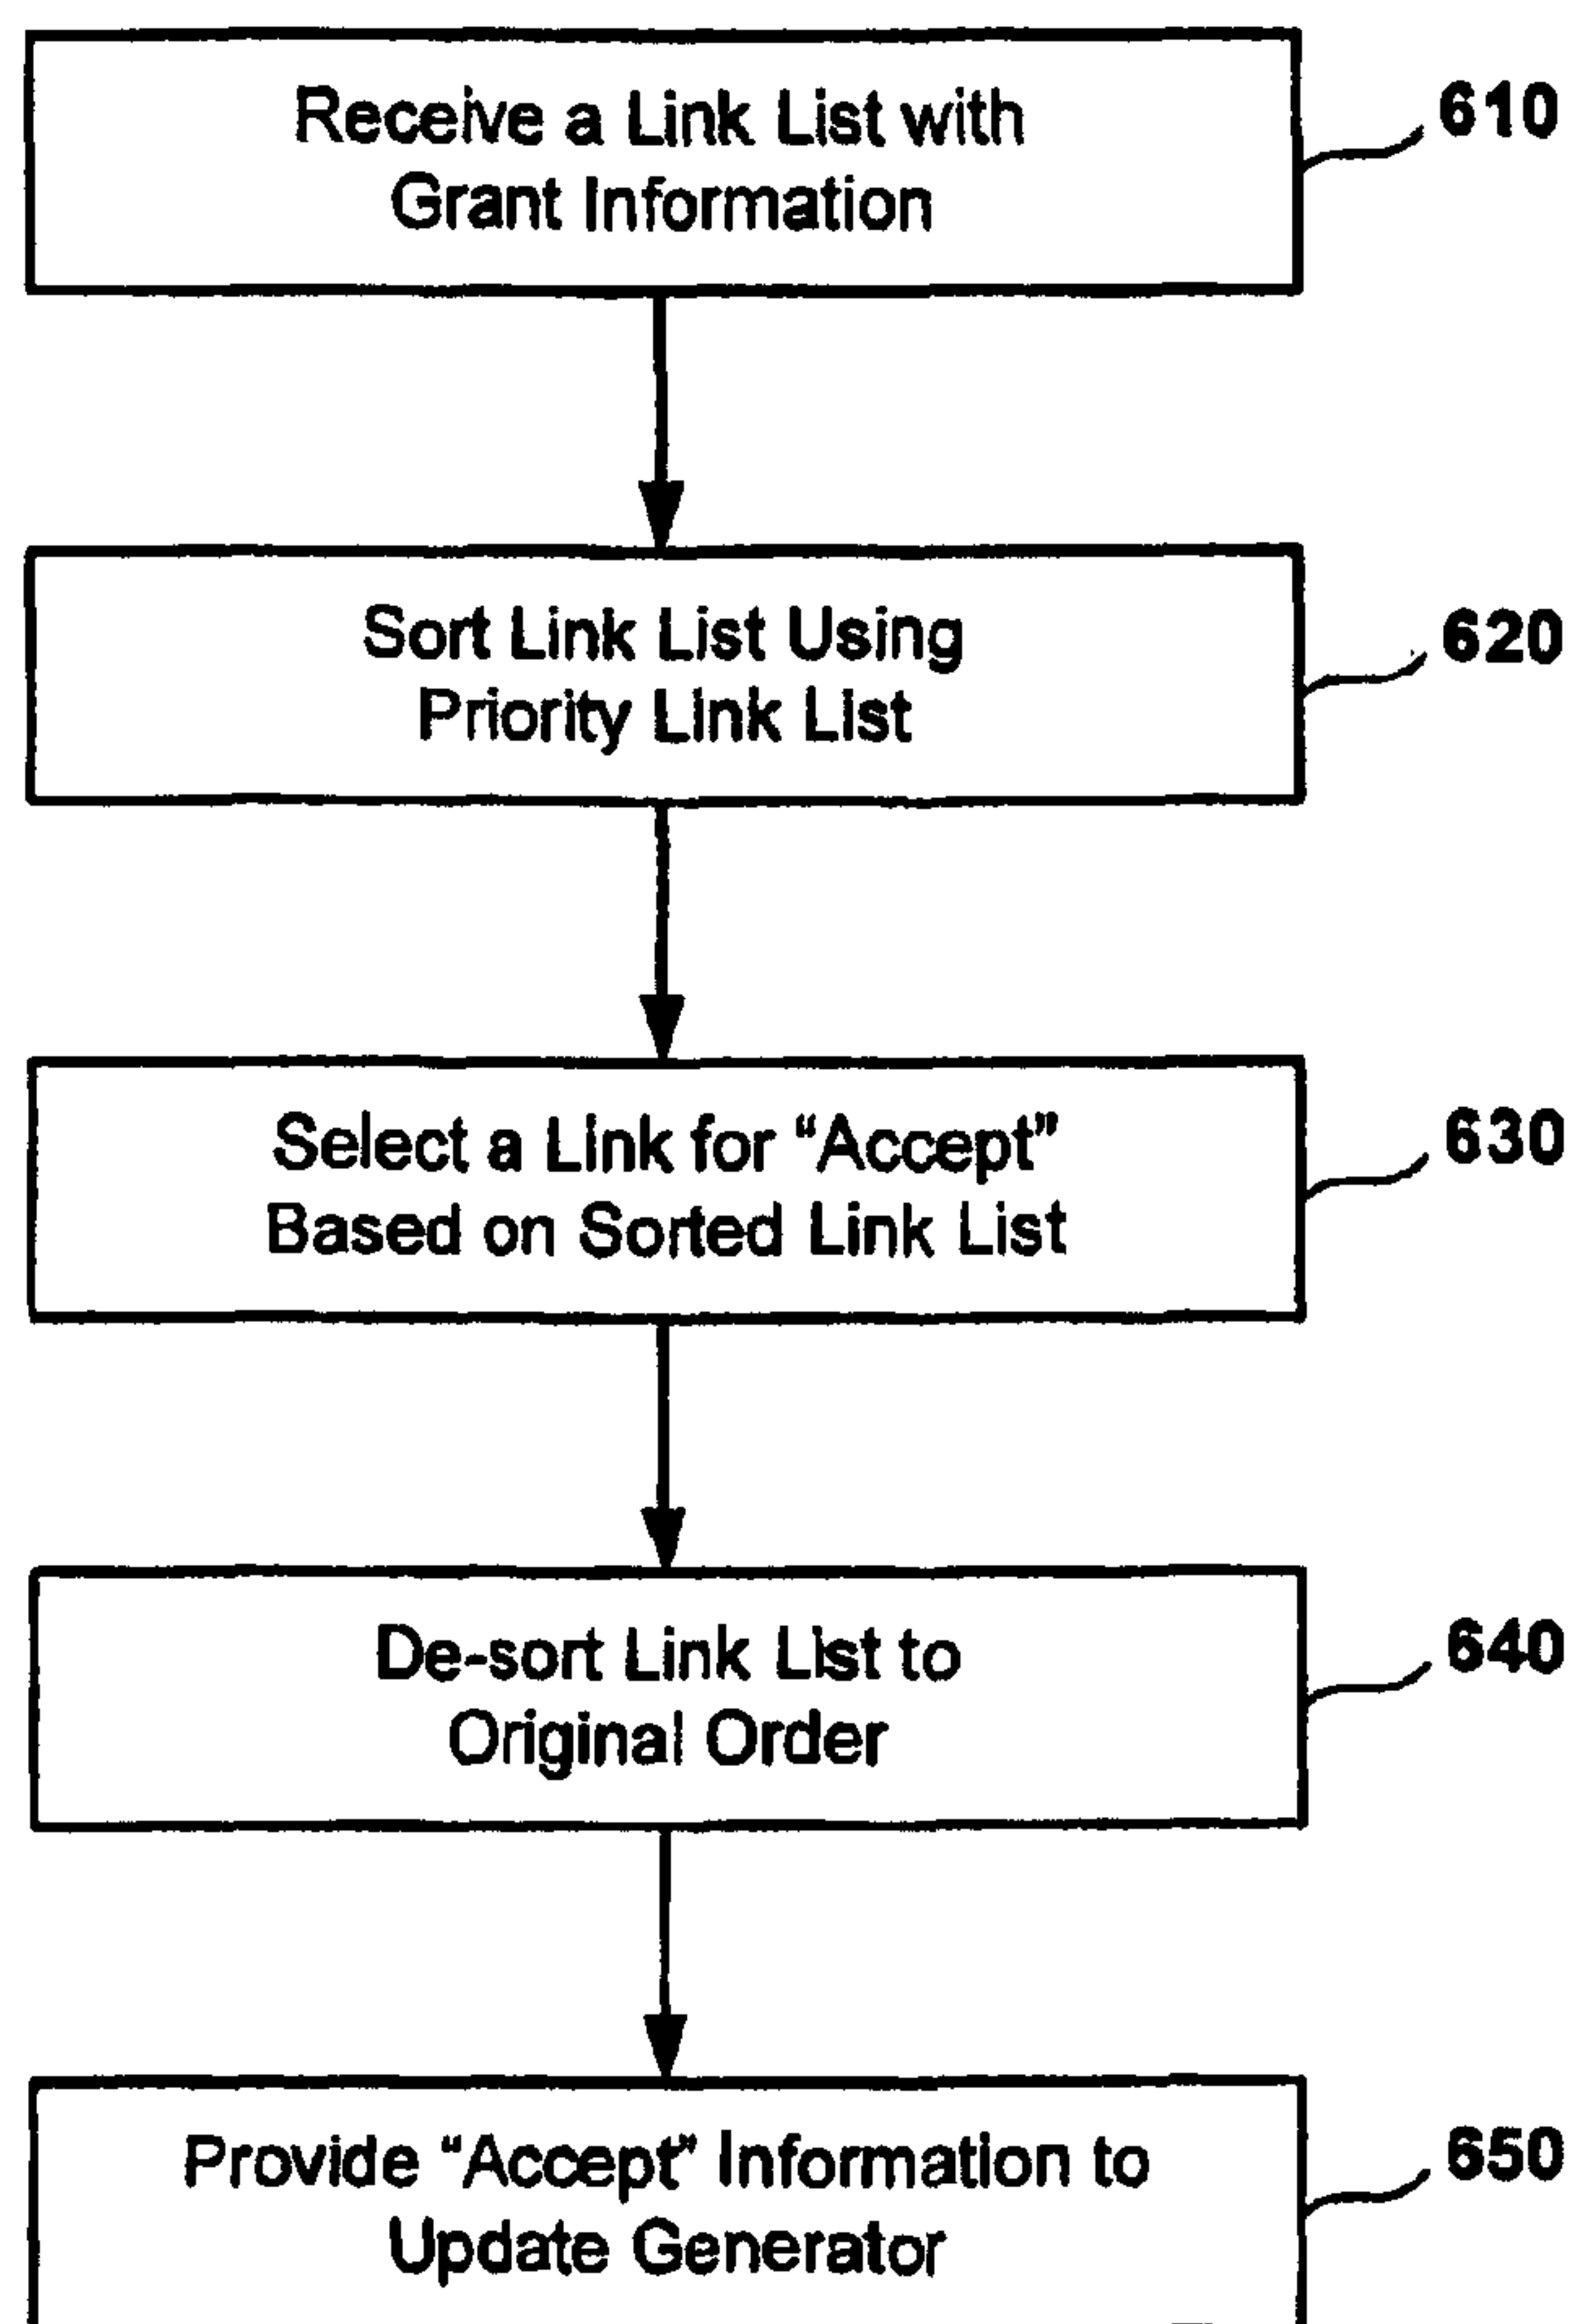 Receive a Link List with
Grant Information
610
Sort Link List Using
Priority Link List
620
Select a Link for “Accept”
Based on Sorted Link List
630
De-sort Link List to
Original Order
640
Provide “Accept” Information to
Update Generator
650